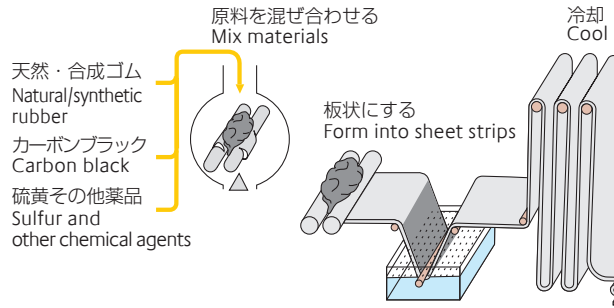 原料を混ぜ合わせる
Mix materials
天然・合成ゴム
Natural/synthetic
rubber
カーボンブラック
Carbon black
硫黄その他薬品
Sulfur and
other chemical agents
板状にする
Form into sheet strips
冷却
Cool